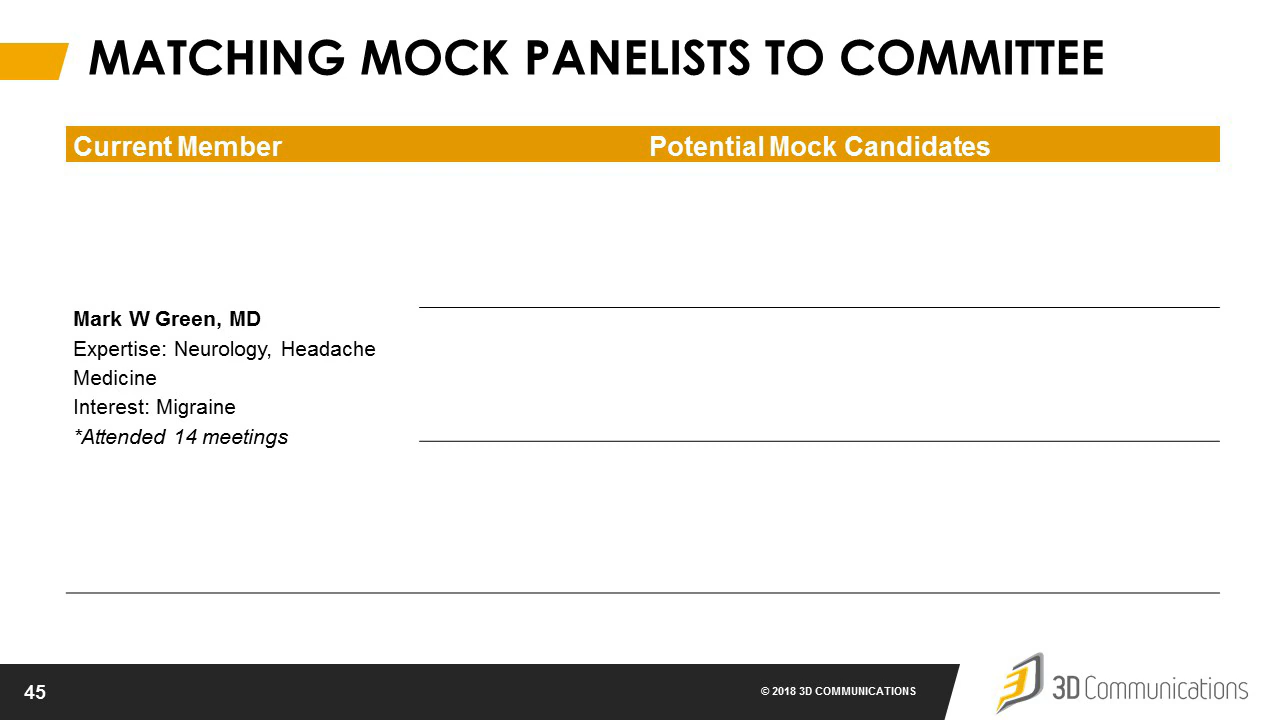 MATCHING MOCK PANELISTS TO COMMITTEE
Current Member Potential Mock Candidates
Mark W Green, MD
Expertise: Neurology, Headache
Medicine
Interest: Migraine
*Attended 14 meetings
45
© 2018 3D COMMUNICATIONS
3D Communications